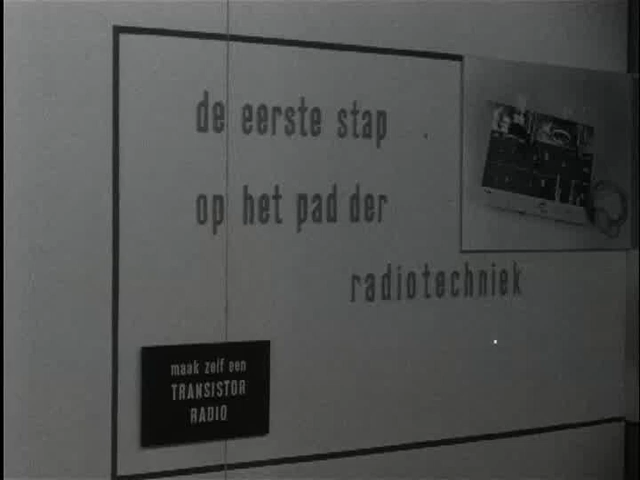 de eerste stap
op het pad der
radiotechniek
maak zelf een
TRANSISTOR
RADIO